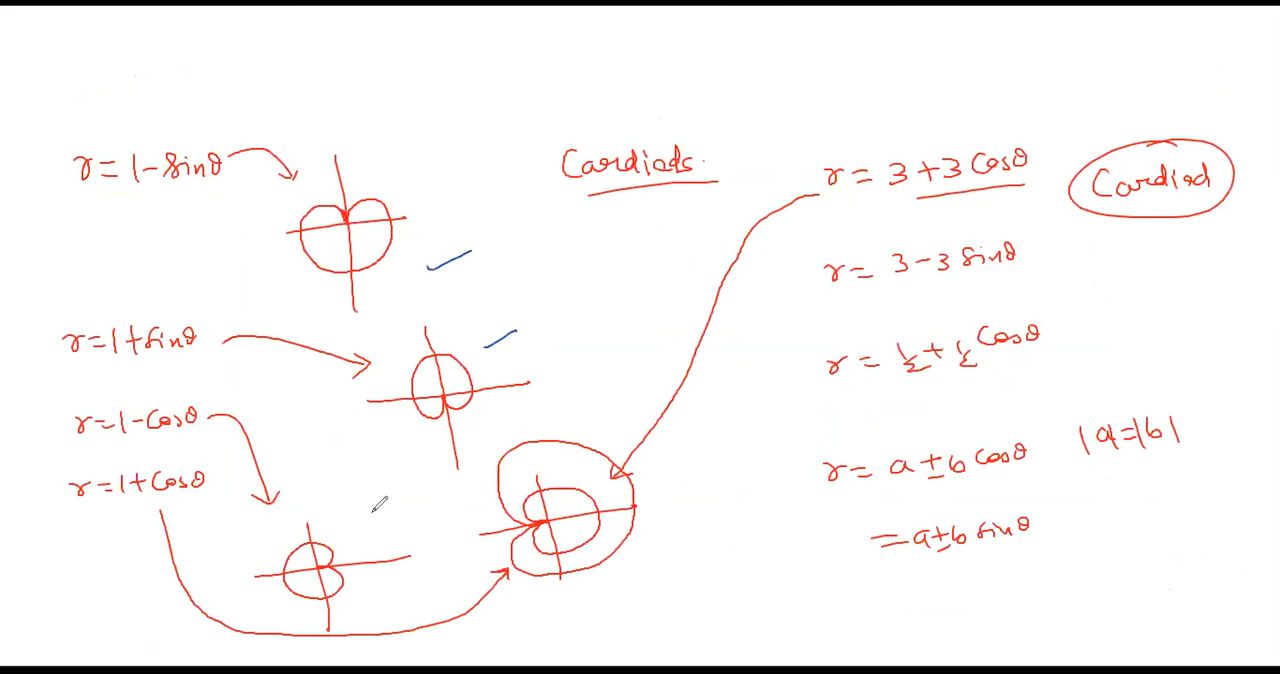 r = 1 - Sinθ
r = 1 + Sinθ
r = 1 - Cosθ
r = 1 + Cosθ
Cardiods
r = 3 + 3 Cosθ
Cardiod
r = 3 - 3 Sinθ
r = 1/2 + 1/2 Cosθ
r = a ± b Cosθ |a|=|b|
= a ± b sinθ